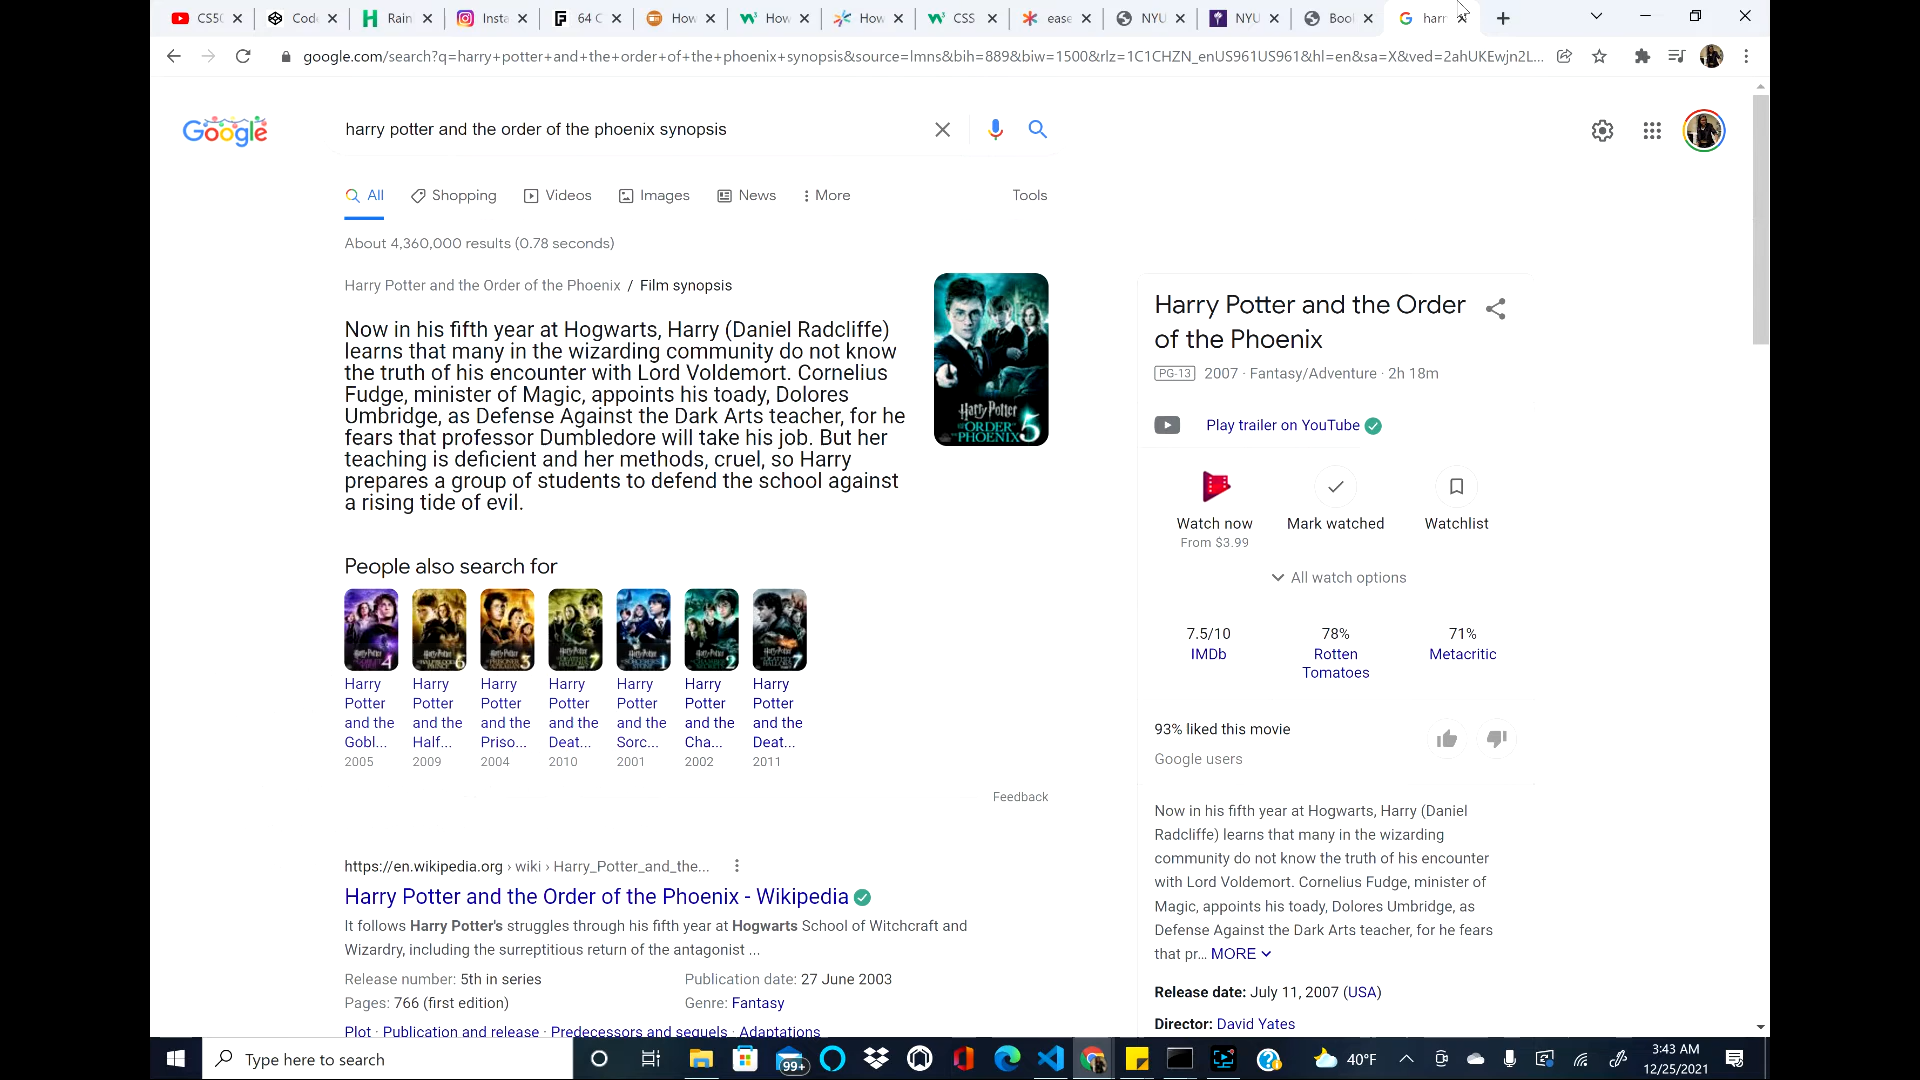 CS50
Code
Rain
Insta
64 C
How
How
How
CSS
ease
NYU
NYU
Bool
harr
google.com/search?q=harry+potter+and+the+order+of+the+phoenix+synopsis&source=lmns&bih=889&biw=1500&rlz=1C1CHZN_enUS961US961&hl=en&sa=X&ved=2ahUKEwjn2L...
Google
harry potter and the order of the phoenix synopsis
All
Shopping
Videos
Images
News
More
Tools
About 4,360,000 results (0.78 seconds)
Harry Potter and the Order of the Phoenix / Film synopsis
Now in his fifth year at Hogwarts, Harry (Daniel Radcliffe)
learns that many in the wizarding community do not know
the truth of his encounter with Lord Voldemort. Cornelius
Fudge, minister of Magic, appoints his toady, Dolores
Umbridge, as Defense Against the Dark Arts teacher, for he
fears that professor Dumbledore will take his job. But her
teaching is deficient and her methods, cruel, so Harry
prepares a group of students to defend the school against
a rising tide of evil.
Harry Potter
ORDER OF
PHOENIX 5
People also search for
Harry
Potter
and the
Gobl...
2005
Harry
Potter
and the
Half...
2009
Harry
Potter
and the
Priso...
2004
Harry
Potter
and the
Deat...
2010
Harry
Potter
and the
Sorc...
2001
Harry
Potter
and the
Cha...
2002
Harry
Potter
and the
Deat...
2011
Feedback
https://en.wikipedia.org › wiki › Harry_Potter_and_the...
Harry Potter and the Order of the Phoenix - Wikipedia
It follows Harry Potter's struggles through his fifth year at Hogwarts School of Witchcraft and
Wizardry, including the surreptitious return of the antagonist ...
Release number: 5th in series
Publication date: 27 June 2003
Pages: 766 (first edition)
Genre: Fantasy
Plot · Publication and release · Predecessors and sequels · Adaptations
Harry Potter and the Order
of the Phoenix
PG-13 2007 · Fantasy/Adventure · 2h 18m
Play trailer on YouTube
Watch now
From $3.99
Mark watched
Watchlist
All watch options
7.5/10
IMDb
78%
Rotten
Tomatoes
71%
Metacritic
93% liked this movie
Google users
Now in his fifth year at Hogwarts, Harry (Daniel
Radcliffe) learns that many in the wizarding
community do not know the truth of his encounter
with Lord Voldemort. Cornelius Fudge, minister of
Magic, appoints his toady, Dolores Umbridge, as
Defense Against the Dark Arts teacher, for he fears
that pr... MORE
Release date: July 11, 2007 (USA)
Director: David Yates
Type here to search
99+
40°F
3:43 AM
12/25/2021